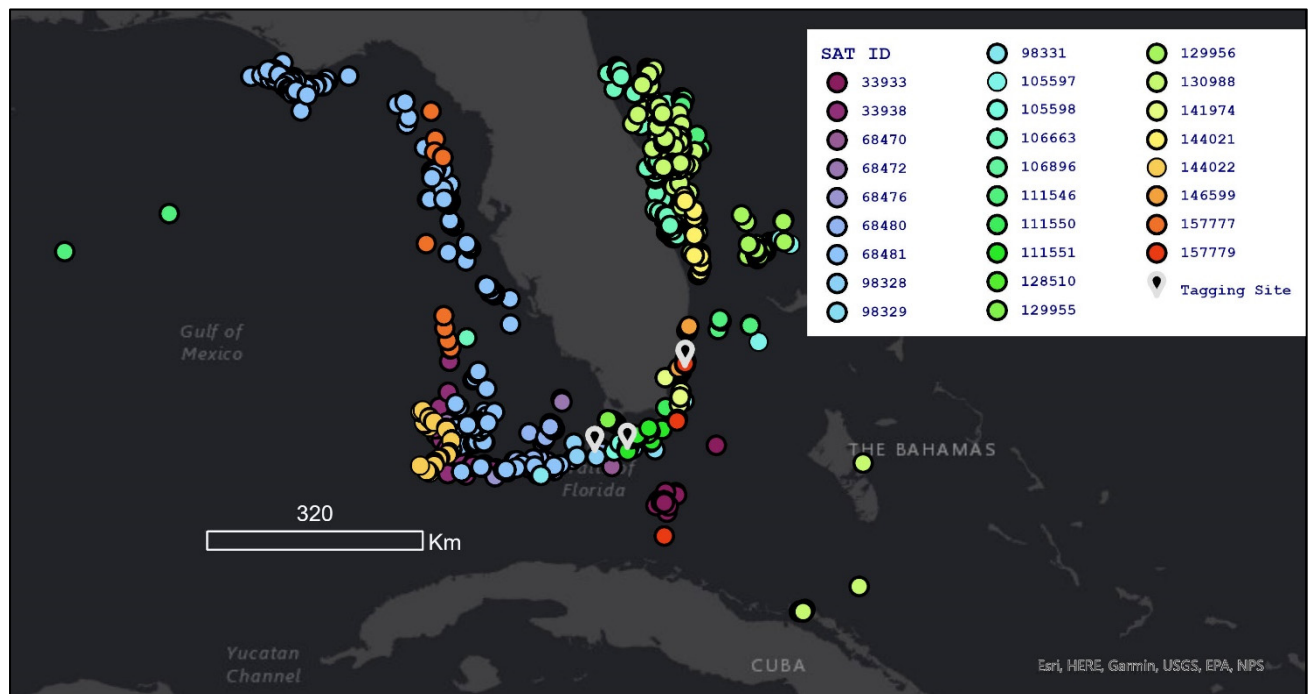 SAT ID
33933
33938
68470
68472
68476
68480
68481
98328
98329
98331
105597
105598
106663
106896
111546
111550
111551
128510
129955
129956
130988
141974
144021
144022
146599
157777
157779
Tagging Site
Gulf of
Mexico
of
Florida
THE BAHAMAS
320
Km
Yucatan
Channel
CUBA
Esri, HERE, Garmin, USGS, EPA, NPS